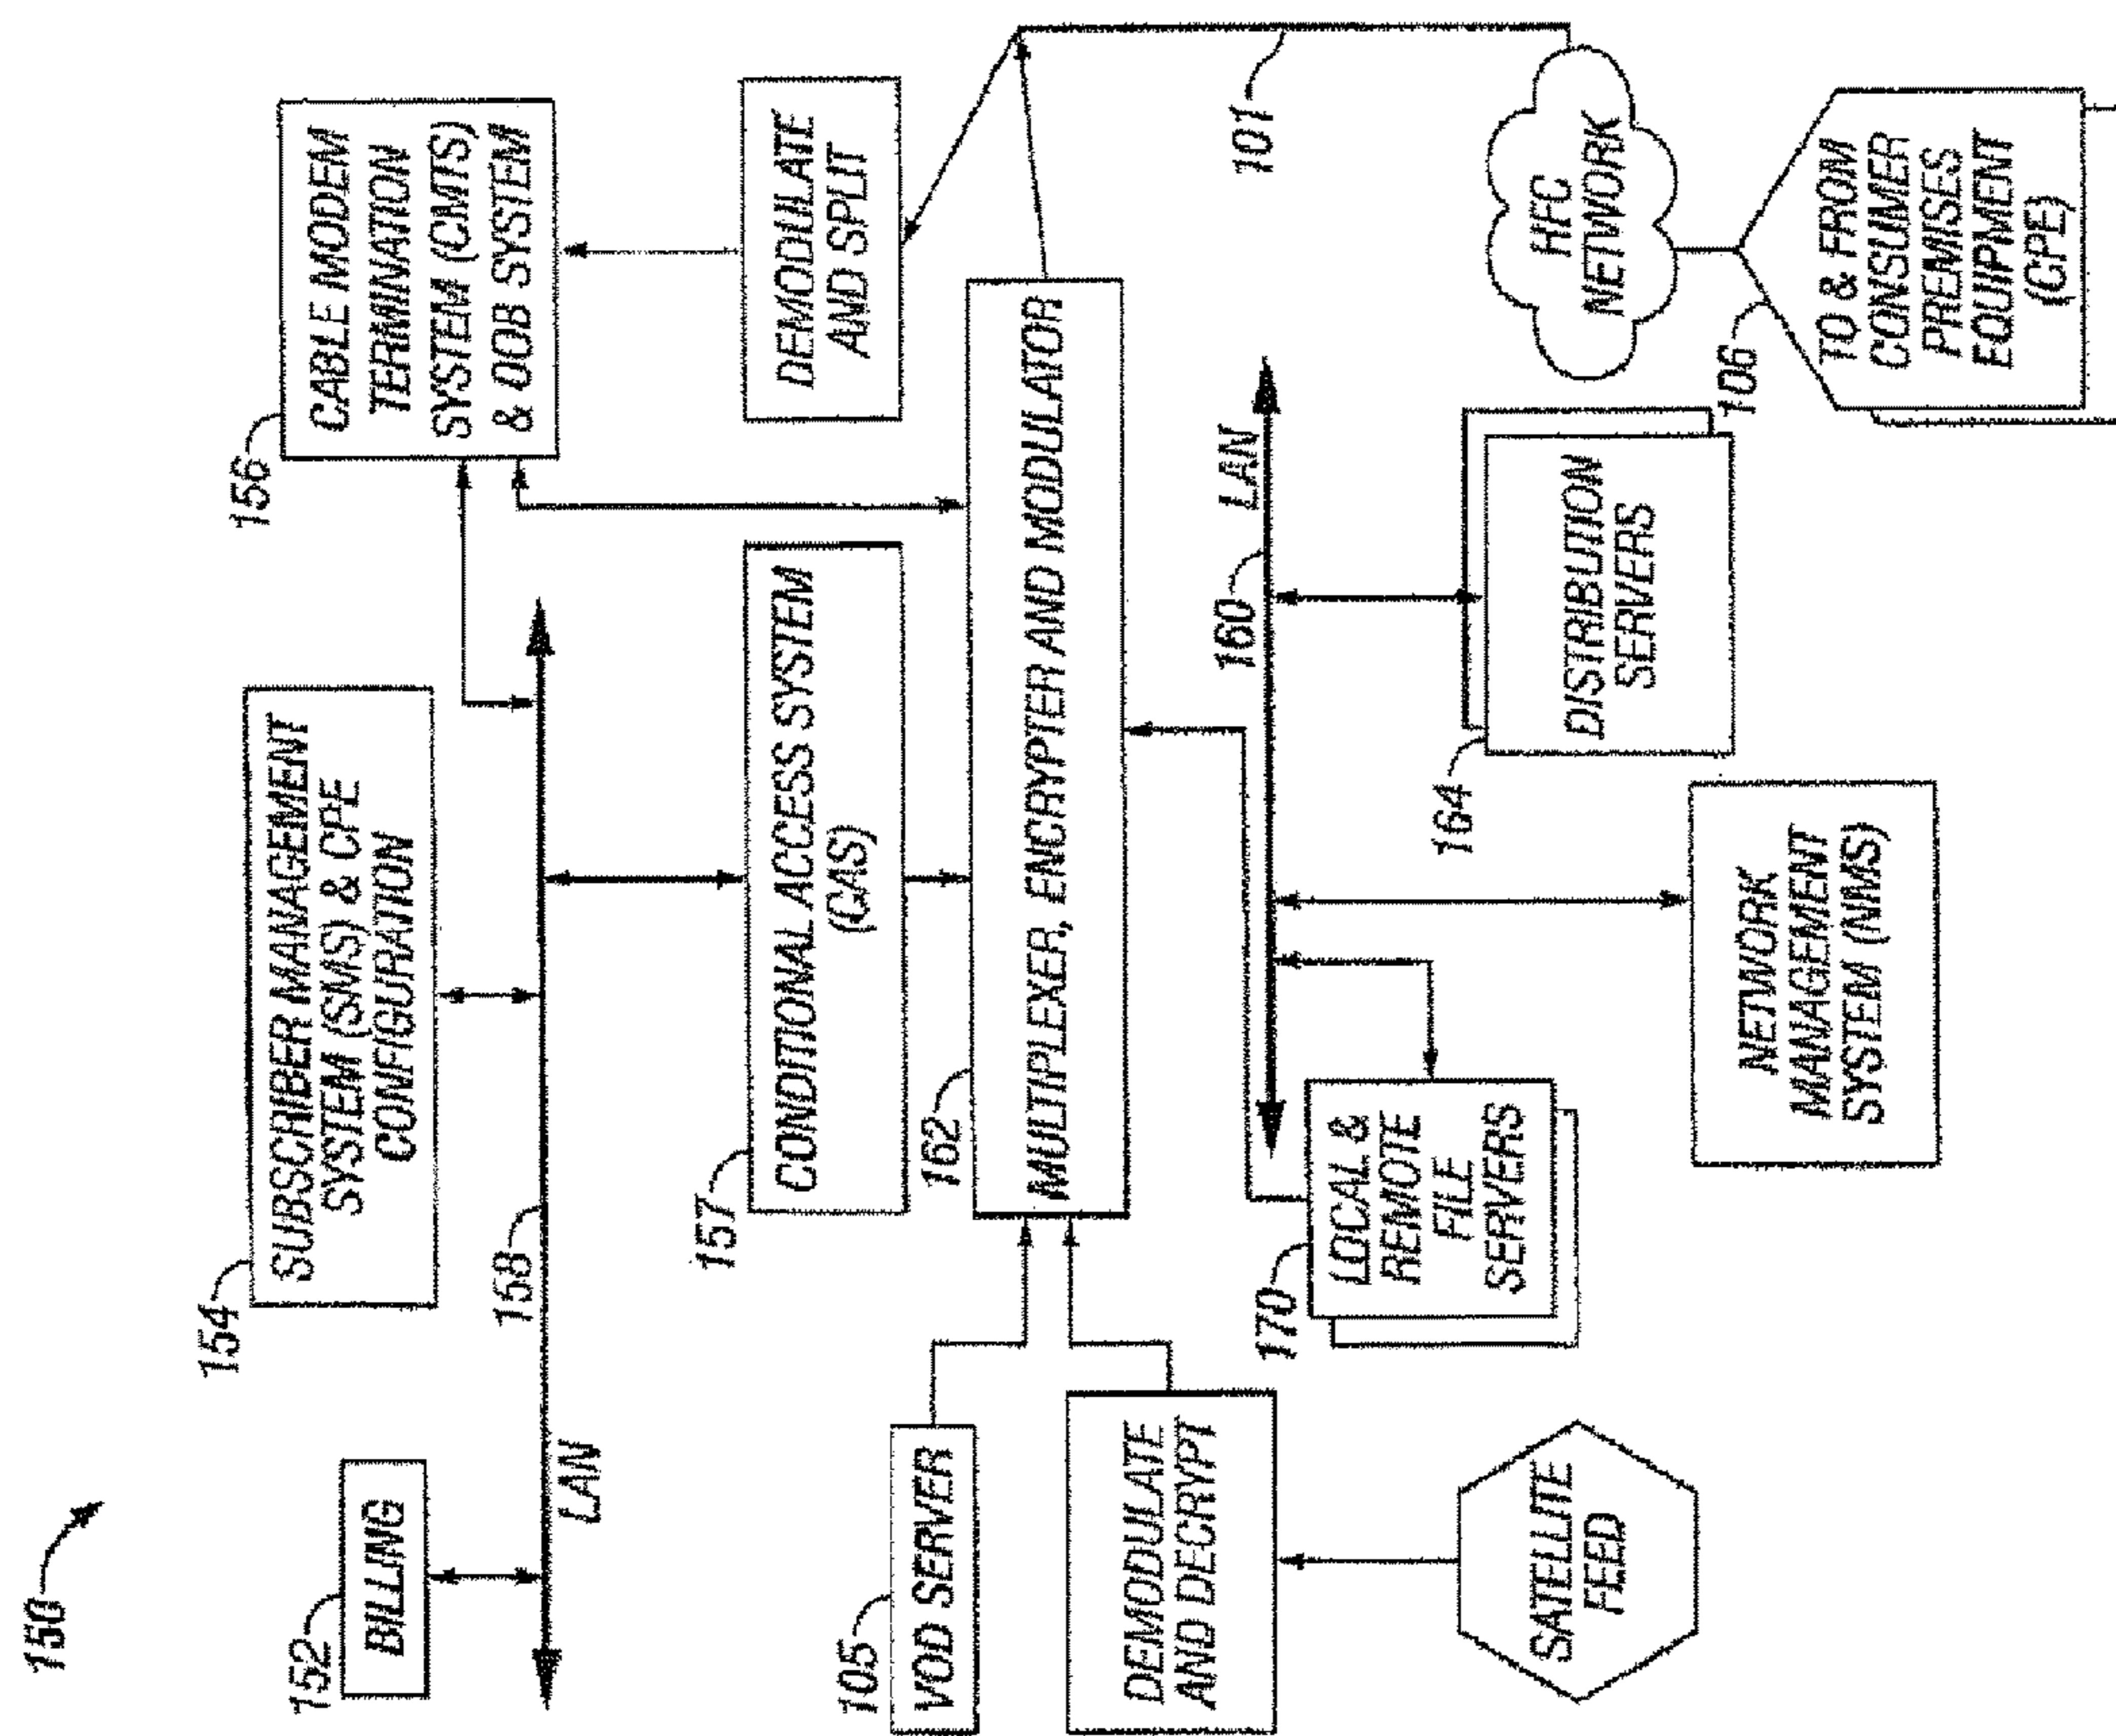 150
152
BILLING
154
SUBSCRIBER MANAGEMENT
SYSTEM (SMS) & CPE
CONFIGURATION
156
CABLE MODEM
TERMINATION
SYSTEM (CMTS)
& OOB SYSTEM
158
LAN
157
CONDITIONAL ACCESS SYSTEM
(CAS)
DEMODULATE
AND SPLIT
105
VOD SERVER
162
MULTIPLEXER, ENCRYPTER AND MODULATOR
DEMODULATE
AND DECRYPT
160
LAN
101
170
LOCAL &
REMOTE
FILE
SERVERS
164
DISTRIBUTION
SERVERS
HFC
NETWORK
SATELLITE
FEED
NETWORK
MANAGEMENT
SYSTEM (NMS)
106
TO & FROM
CONSUMER
PREMISES
EQUIPMENT
(CPE)